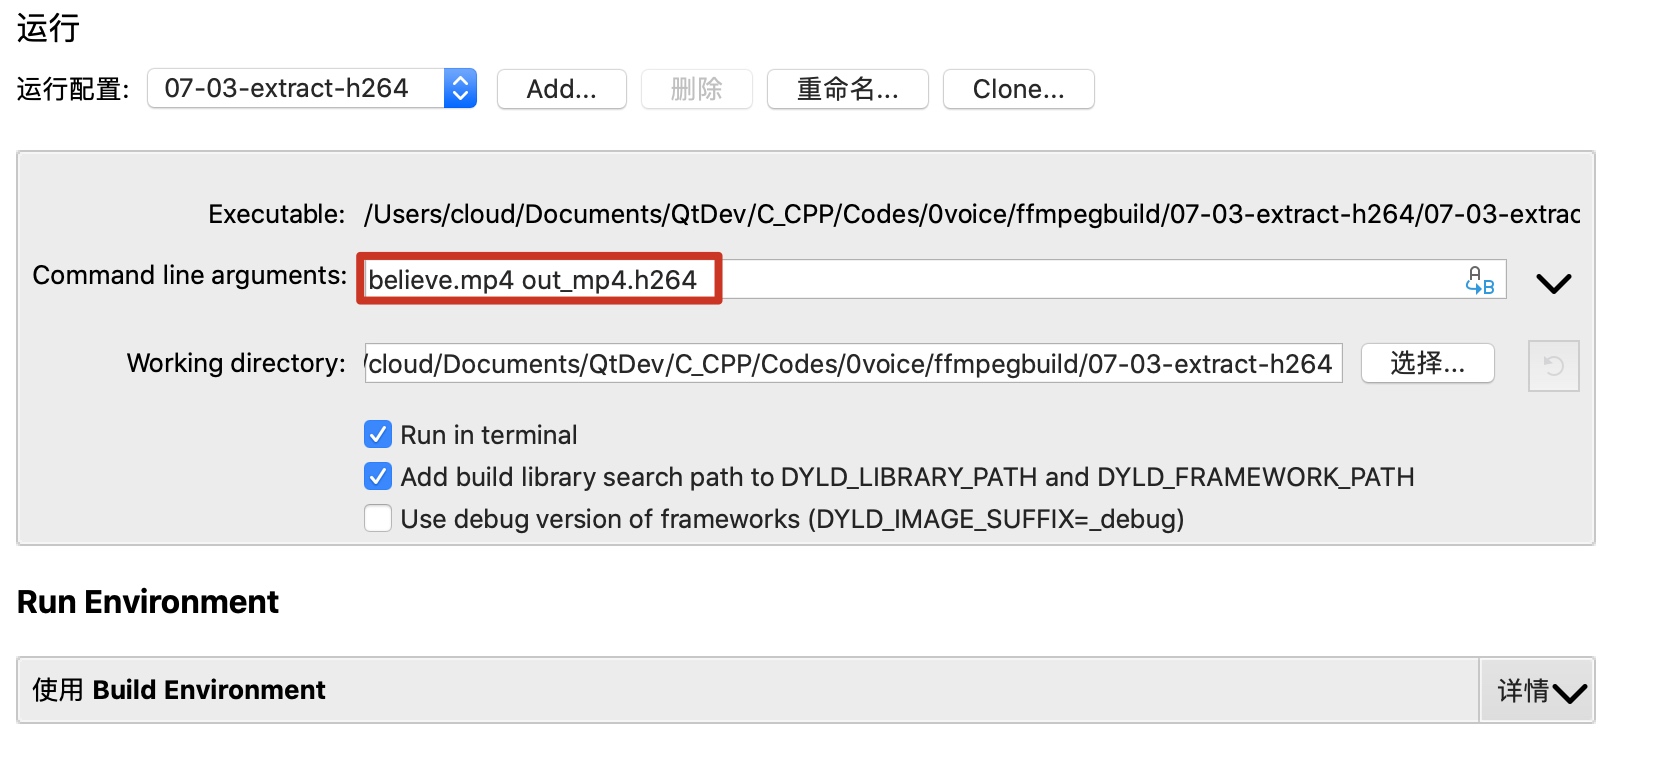 运行
运行配置: 07-03-extract-h264 Add... 删除 重命名... Clone...
Executable: /Users/cloud/Documents/QtDev/C_CPP/Codes/0voice/ffmpegbuild/07-03-extract-h264/07-03-extrac
Command line arguments: believe.mp4 out_mp4.h264
Working directory: /cloud/Documents/QtDev/C_CPP/Codes/0voice/ffmpegbuild/07-03-extract-h264 选择...
Run in terminal
Add build library search path to DYLD_LIBRARY_PATH and DYLD_FRAMEWORK_PATH
Use debug version of frameworks (DYLD_IMAGE_SUFFIX=_debug)
Run Environment
使用 Build Environment 详情